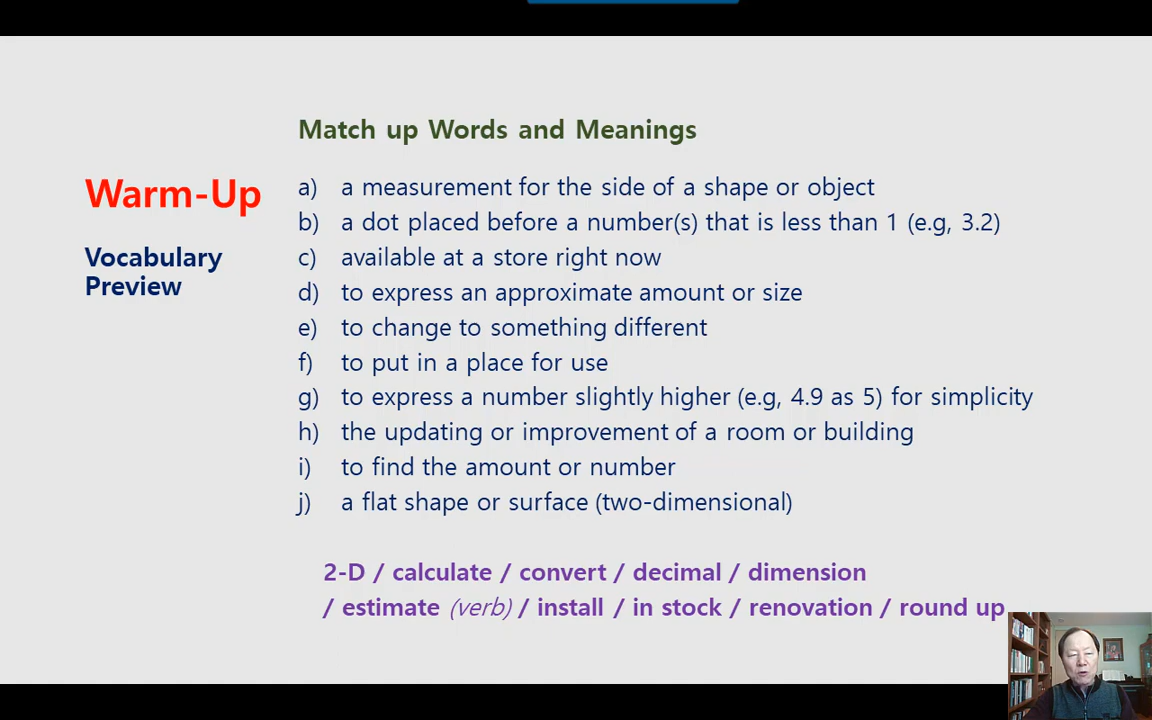 Match up Words and Meanings
Warm-Up
Vocabulary
Preview
a) a measurement for the side of a shape or object
b) a dot placed before a number(s) that is less than 1 (e.g, 3.2)
c) available at a store right now
d) to express an approximate amount or size
e) to change to something different
f) to put in a place for use
g) to express a number slightly higher (e.g, 4.9 as 5) for simplicity
h) the updating or improvement of a room or building
i) to find the amount or number
j) a flat shape or surface (two-dimensional)
2-D / calculate / convert / decimal / dimension
/ estimate (verb) / install / in stock / renovation / round up